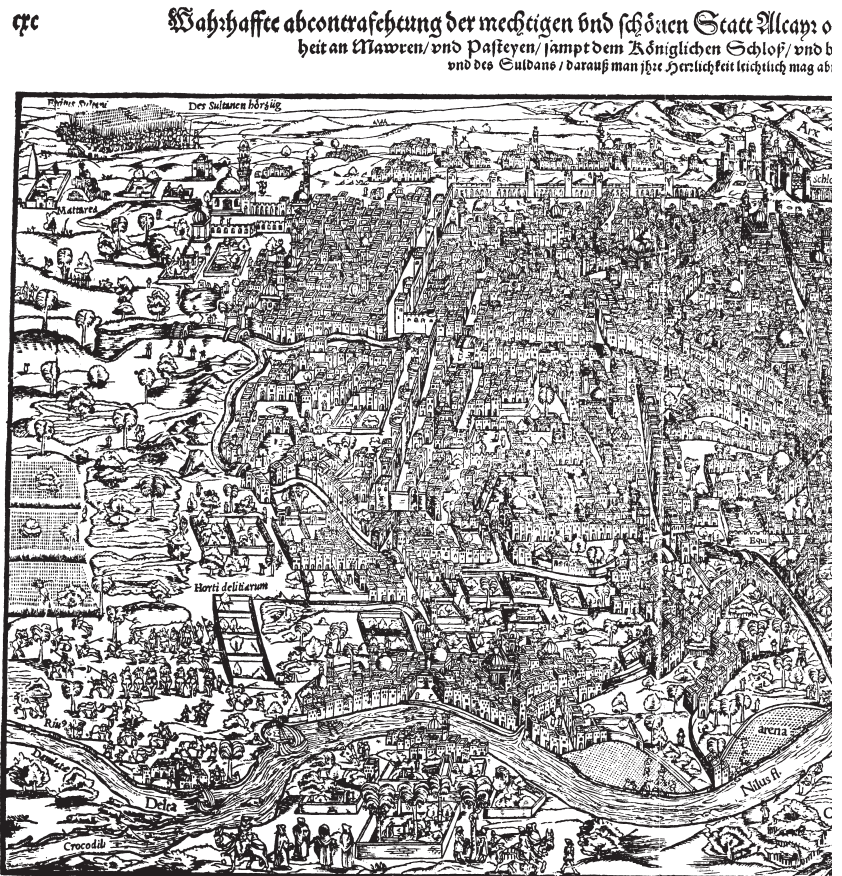 cxc
Wahrhaffte abcontrafehtung der mechtigen vnd schönen Statt Alcayr
heit an Mawren/ vnd Pasteyen/ sampt dem Königlichen Schloß/ vnd
vnd des Suldans / darauß man jhre Herrlichkeit leichtlich mag
Des Sultanen
Arx
Schlo
Mattarea
Horti delitiarum
arena
Nilus fl.
Delta
Crocodili